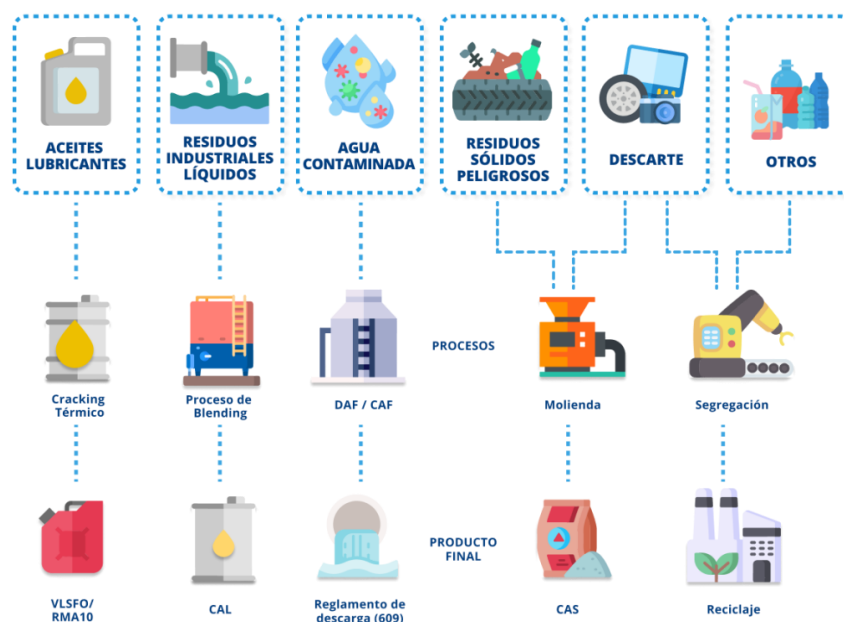 ACEITES
LUBRICANTES
RESIDUOS
INDUSTRIALES
LÍQUIDOS
AGUA
CONTAMINADA
RESIDUOS
SÓLIDOS
PELIGROSOS
DESCARTE
OTROS
PROCESOS
Cracking
Térmico
Proceso de
Blending
DAF / CAF
Molienda
Segregación
PRODUCTO
FINAL
VLSFO/
RMA10
CAL
Reglamento de
descarga (609)
CAS
Reciclaje